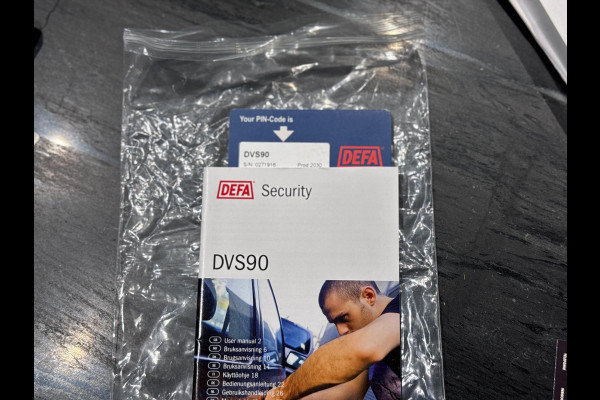 Your PIN-Code is
DVS90
S/N: 0271918
DEFA
DEFA Security
DVS90
User manual 2
Bruksanvisning 6
Brugsanvisning 10
Bruksanvisning 14
Käyttöohje 18
Bedienungsanleitung 22
Gebruikshandleiding 26